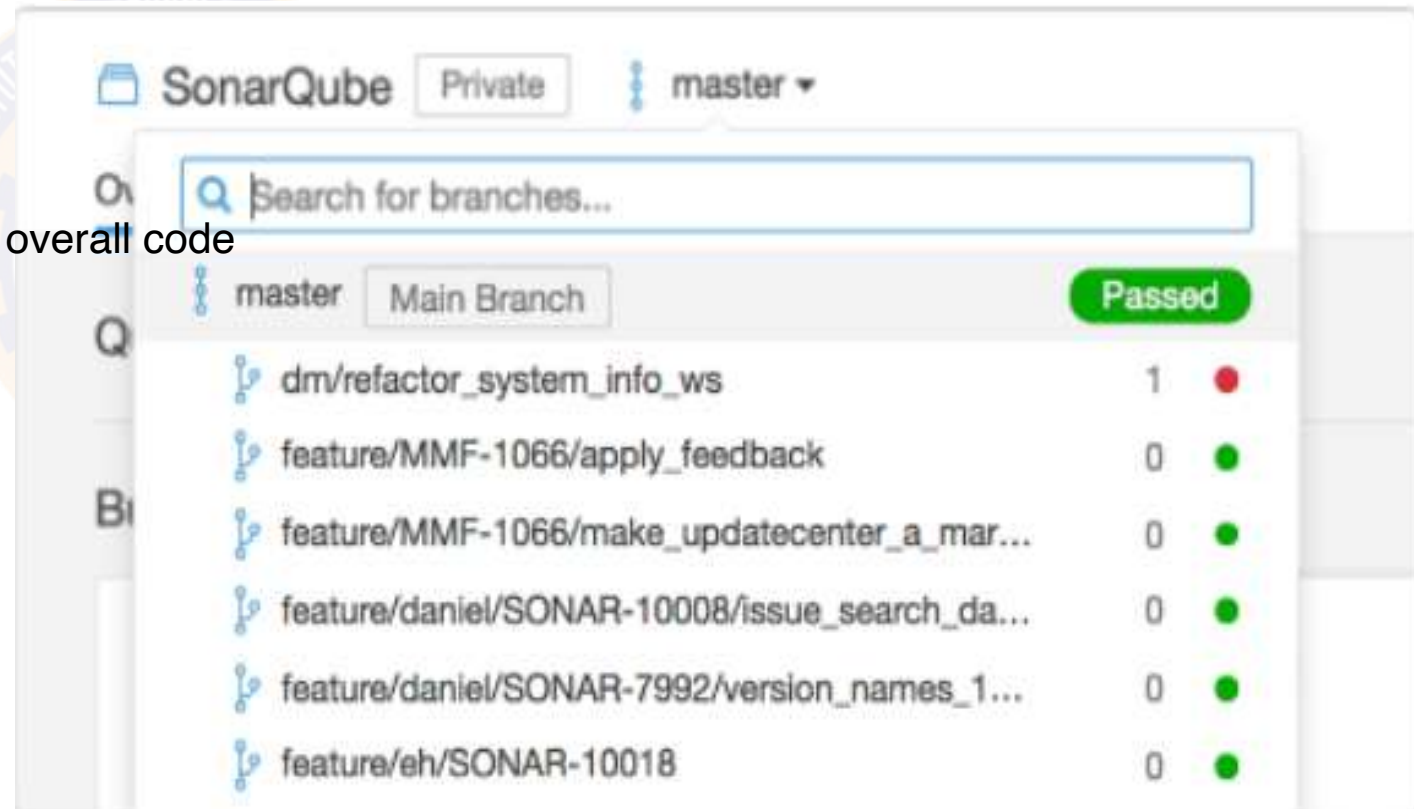 SonarQube Private master
Search for branches...
overall code
master Main Branch Passed
dm/refactor_system_info_ws 1
feature/MMF-1066/apply_feedback 0
feature/MMF-1066/make_updatecenter_a_mar... 0
feature/daniel/SONAR-10008/issue_search_da... 0
feature/daniel/SONAR-7992/version_names_1... 0
feature/eh/SONAR-10018 0